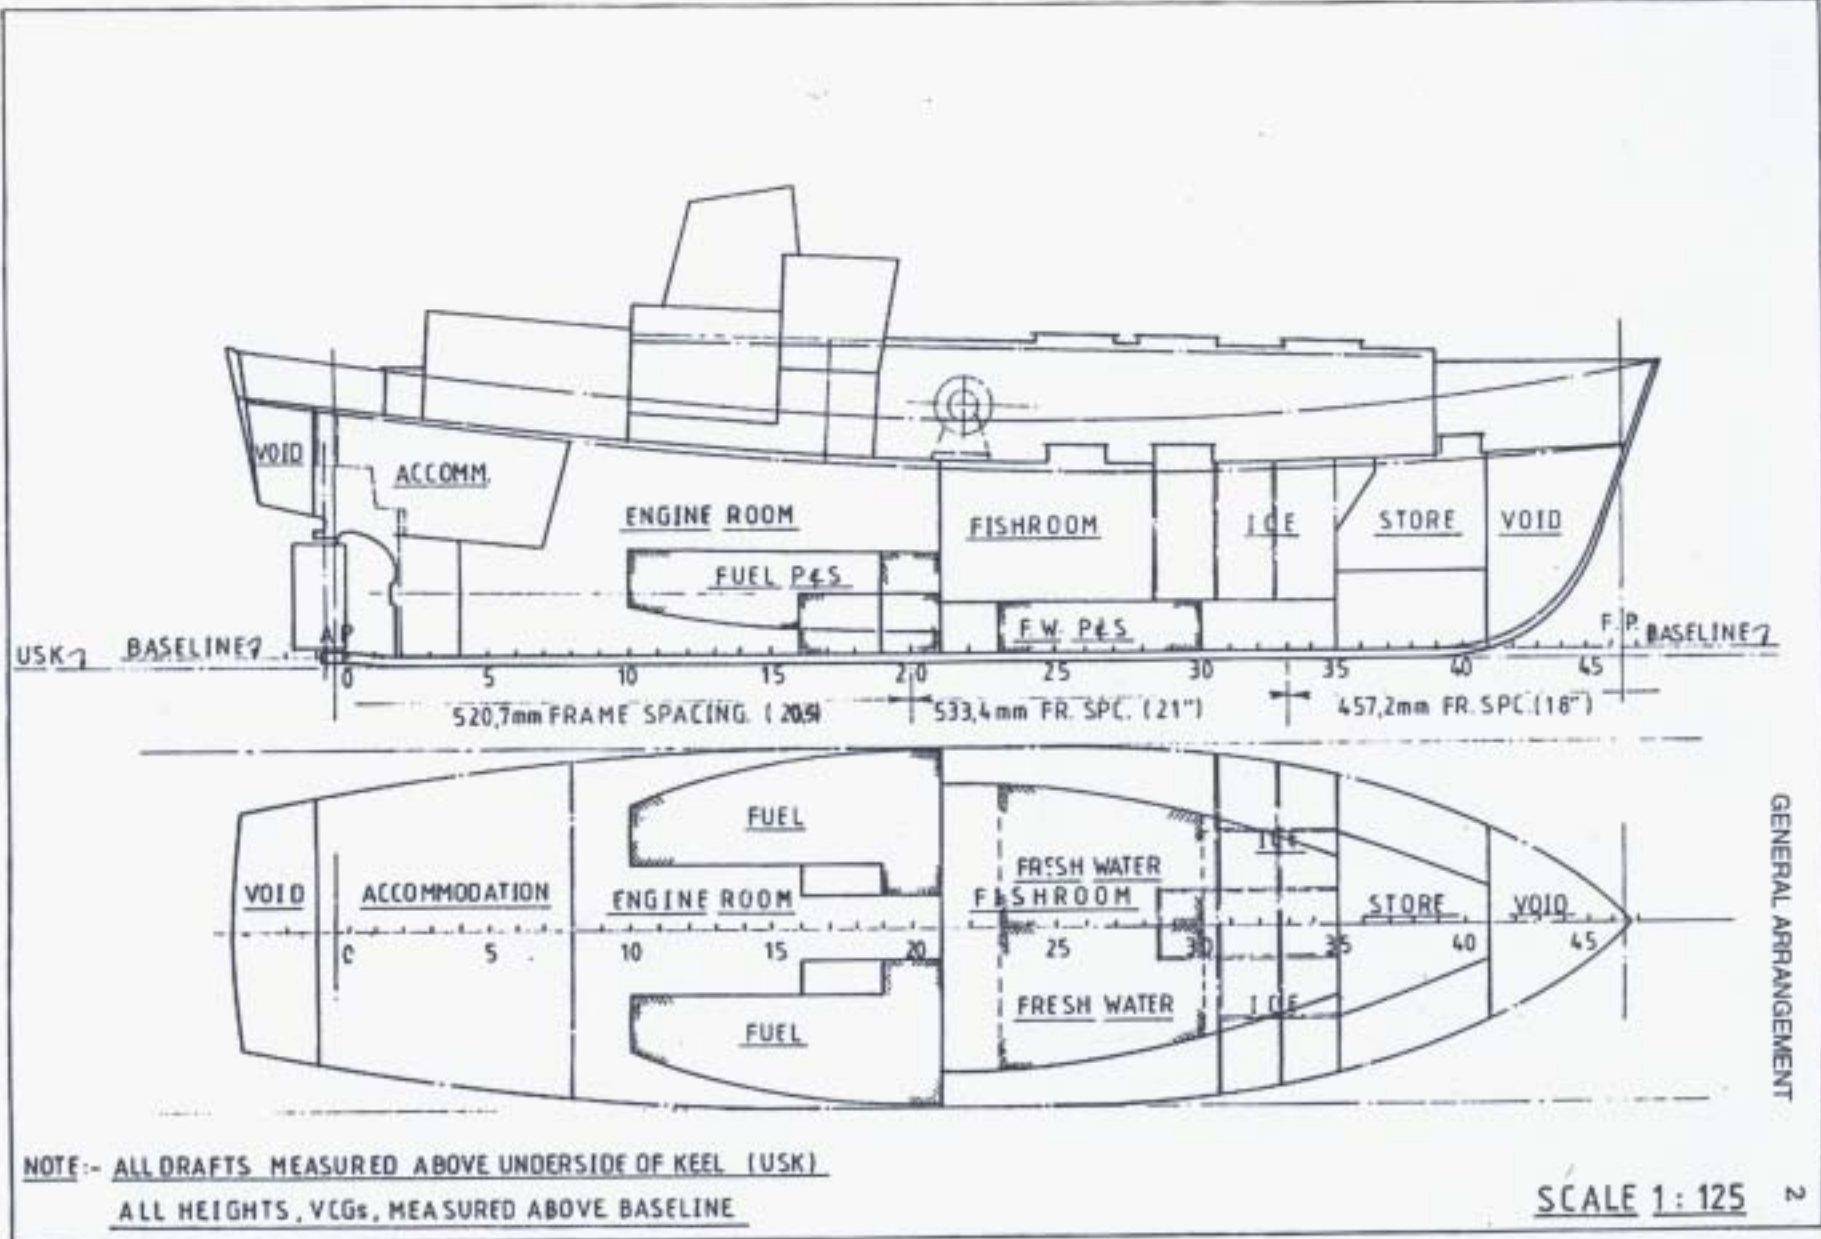 VOID
ACCOMM.
ENGINE ROOM
FISHROOM
ICE
STORE
VOID
FUEL P&S
F.W. P&S
USK
BASELINE
A P
F.P.
BASELINE
0 5 10 15 20 25 30 35 40 45
520,7mm FRAME SPACING. (20,5)
533,4mm FR. SPC. (21")
457,2mm FR. SPC. (18")
FUEL
FRESH WATER
ICE
VOID
ACCOMMODATION
ENGINE ROOM
FISHROOM
STORE
VOID
0 5 10 15 20 25 30 35 40 45
FRESH WATER
ICE
FUEL
GENERAL ARRANGEMENT
NOTE:- ALL DRAFTS MEASURED ABOVE UNDERSIDE OF KEEL (USK)
ALL HEIGHTS, VCGs, MEASURED ABOVE BASELINE
SCALE 1:125
2